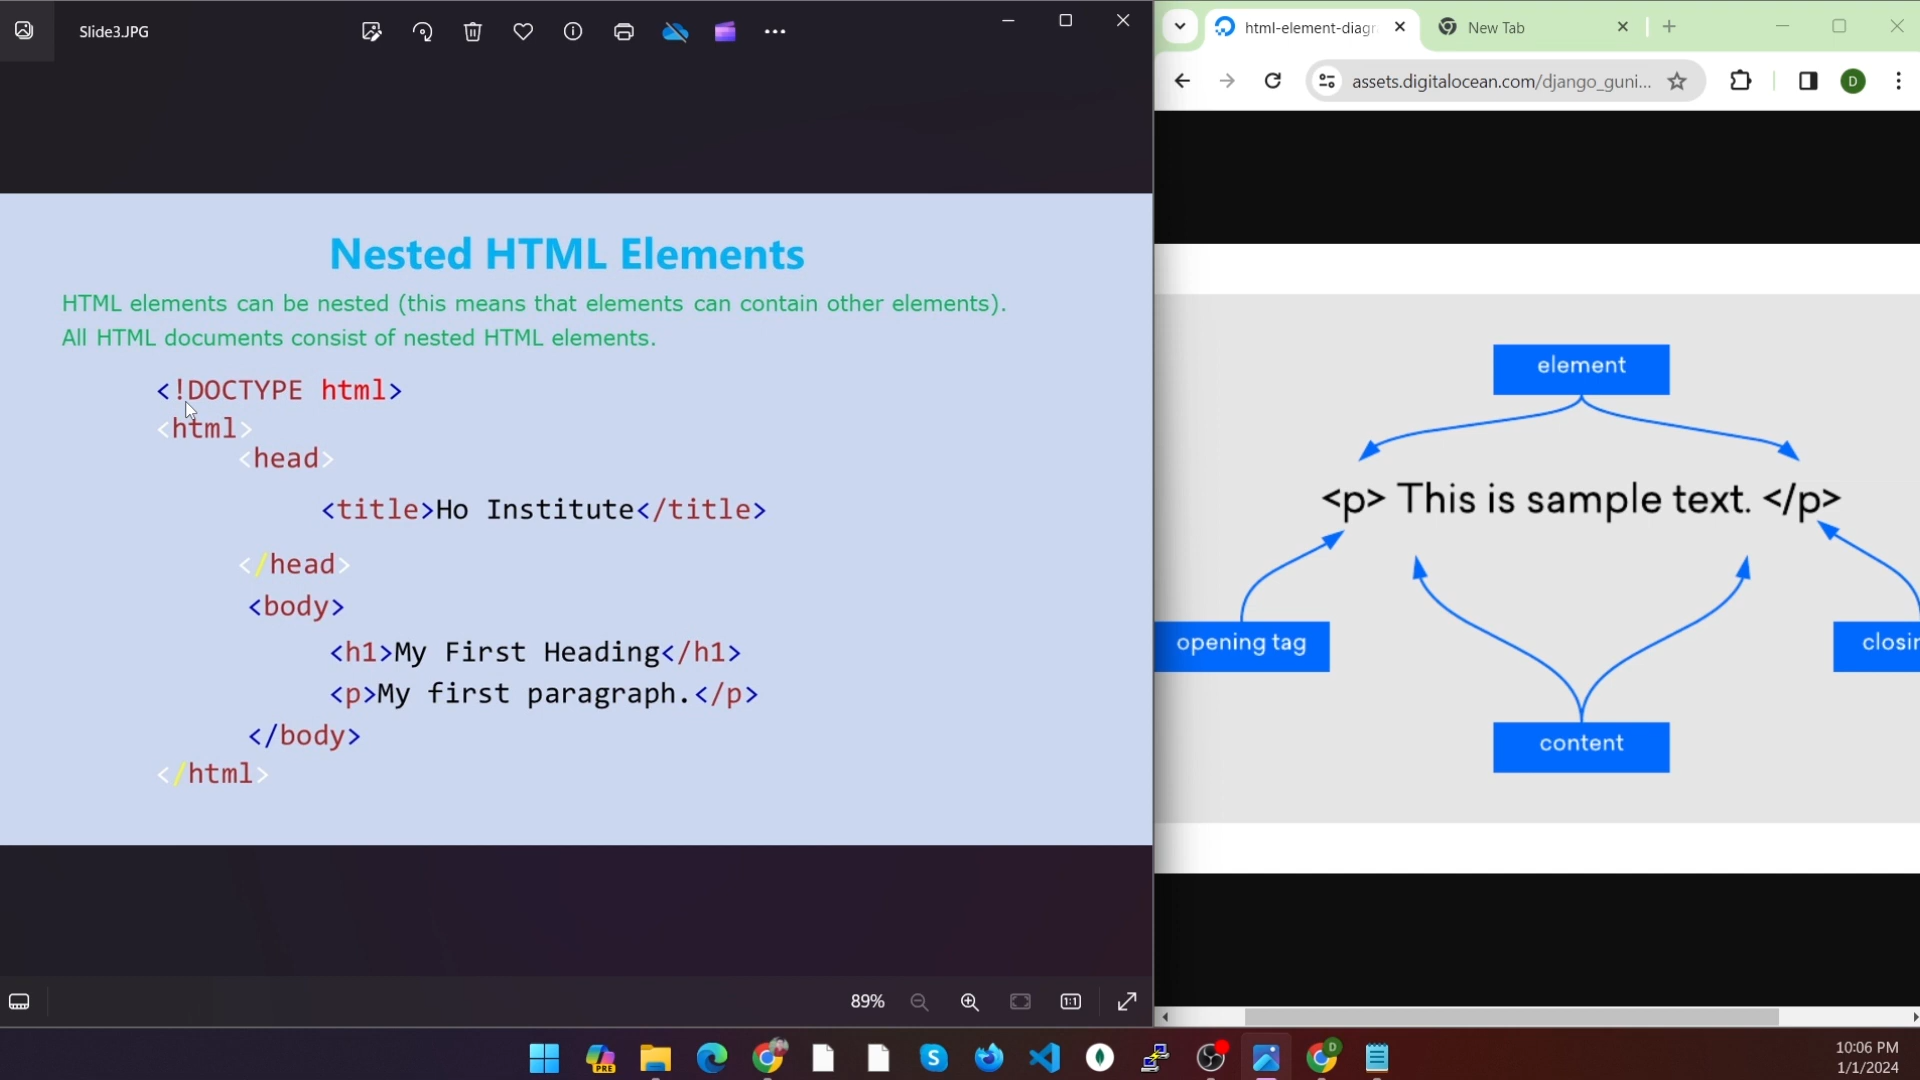 Slide3.JPG
html-element-diagr
New Tab
assets.digitalocean.com/django_guni...
D
Nested HTML Elements
HTML elements can be nested (this means that elements can contain other elements).
All HTML documents consist of nested HTML elements.
<!DOCTYPE html>
<html>
<head>
<title>Ho Institute</title>
</head>
<body>
<h1>My First Heading</h1>
<p>My first paragraph.</p>
</body>
</html>
element
<p> This is sample text. </p>
opening tag
closin
content
89%
1:1
PRE
S
D
10:06 PM
1/1/2024